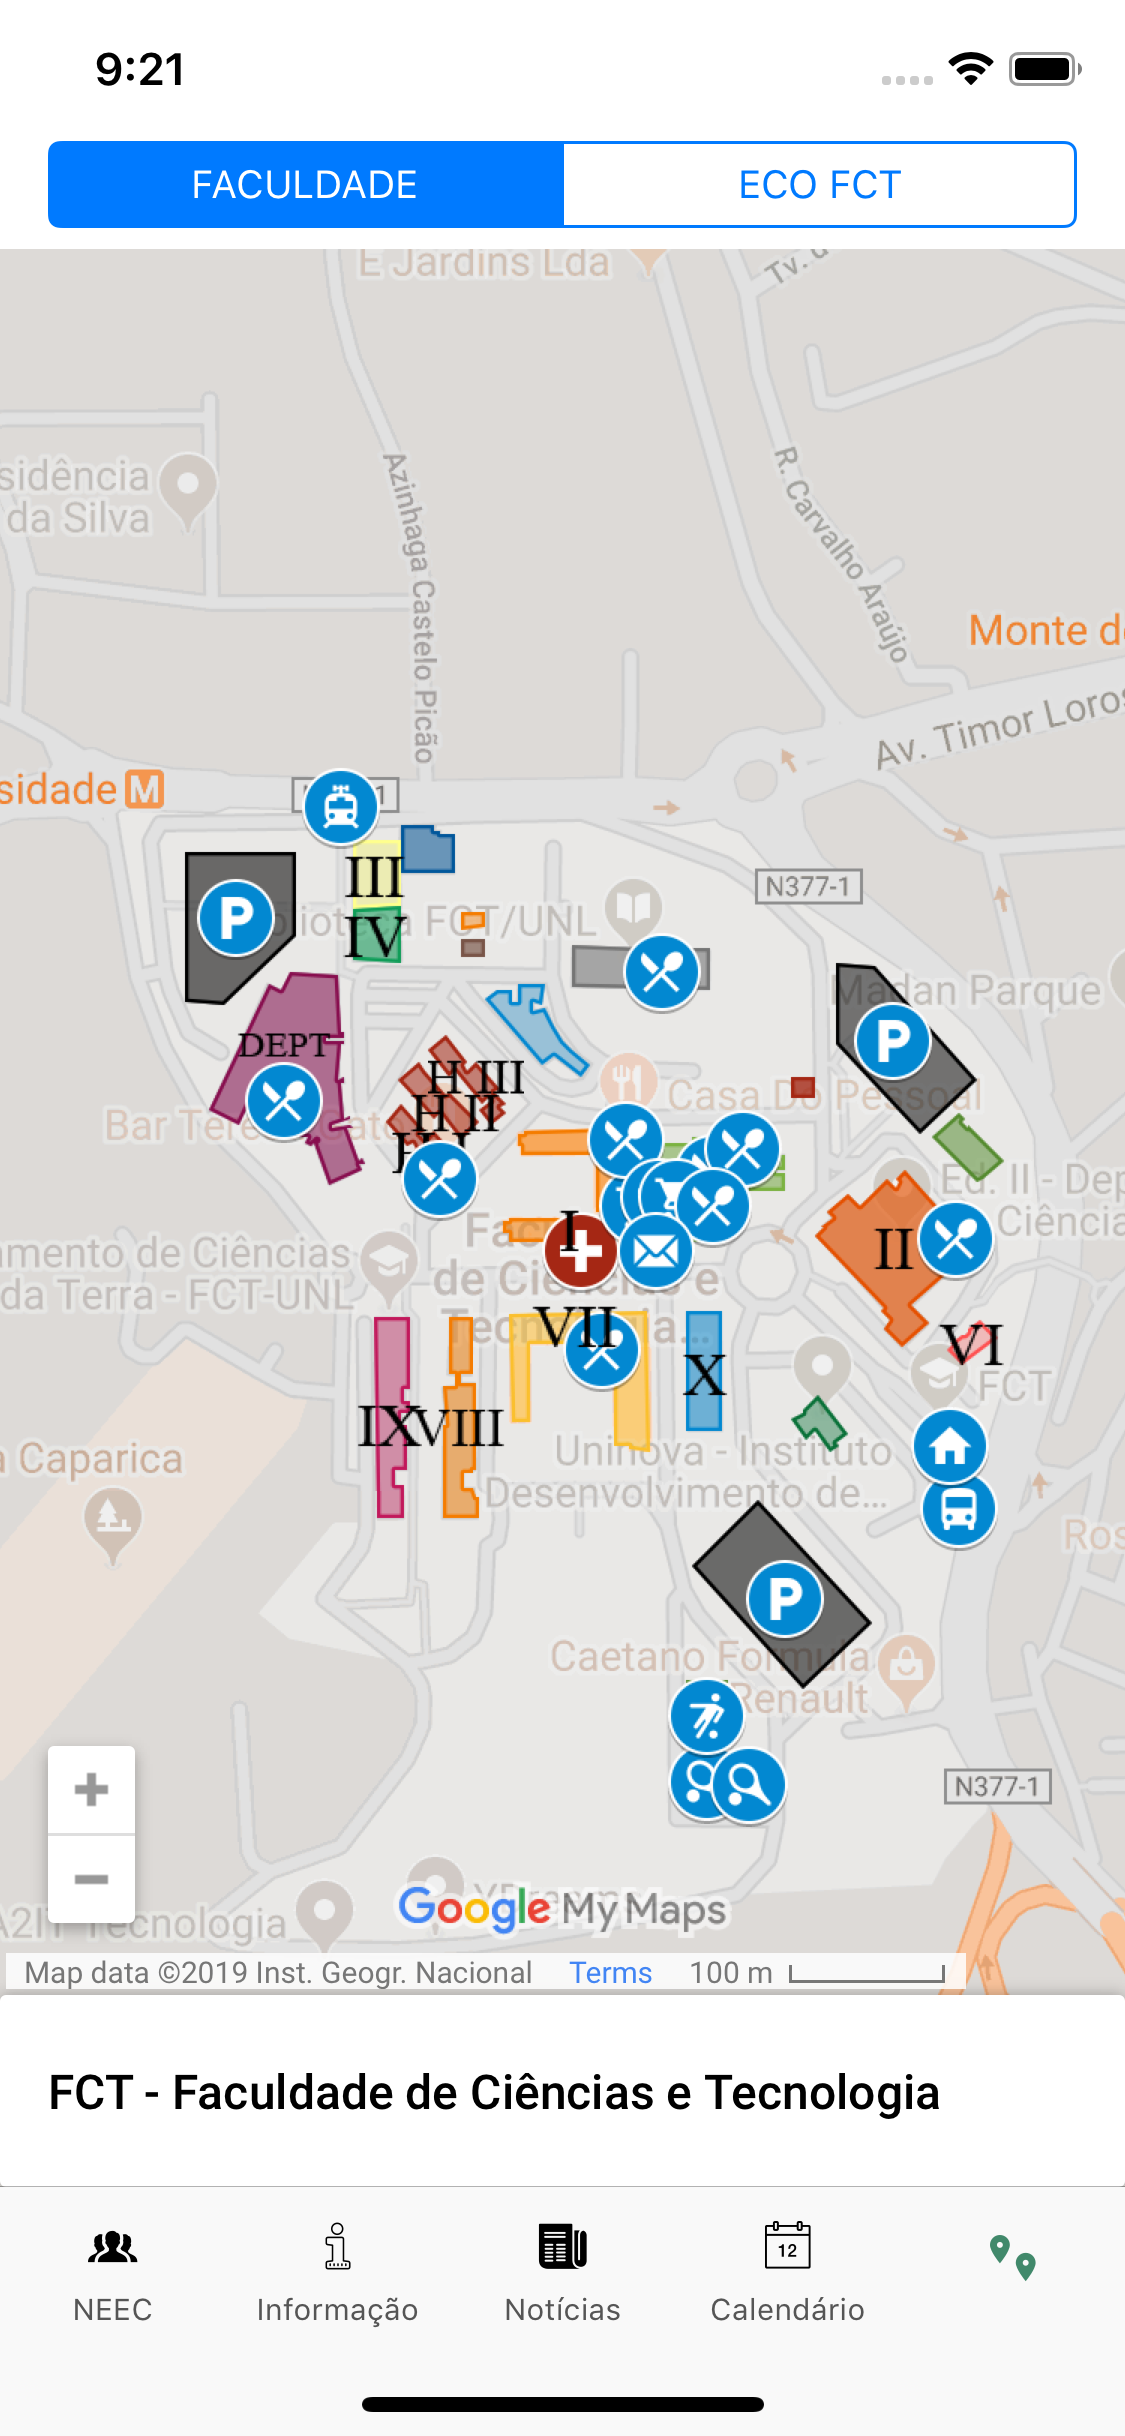 9:21
FACULDADE
ECO FCT
E Jardins Lda
Tv. d
sidência
da Silva
Azinhaga Castelo Picão
R. Carvalho Araújo
Monte d
Av. Timor Loros
sidade M
1
III
N377-1
P
blioteca FCT/UNL
IV
Madan Parque
P
DEPT
H III
Casa Do Pessoal
H II
Bar Tere
Ed. II - Dep
Ciência
I
Fac
II
amento de Ciências
da Terra - FCT-UNL
de Ciências e
Tecnologia...
VII
VI
X
FCT
IX
VIII
a Caparica
Uninova - Instituto
Desenvolvimento de...
Ros
P
Caetano Formula
Renault
N377-1
+
−
A2IT Tecnologia
Google My Maps
Map data ©2019 Inst. Geogr. Nacional
Terms
100 m
FCT - Faculdade de Ciências e Tecnologia
12
NEEC
Informação
Notícias
Calendário